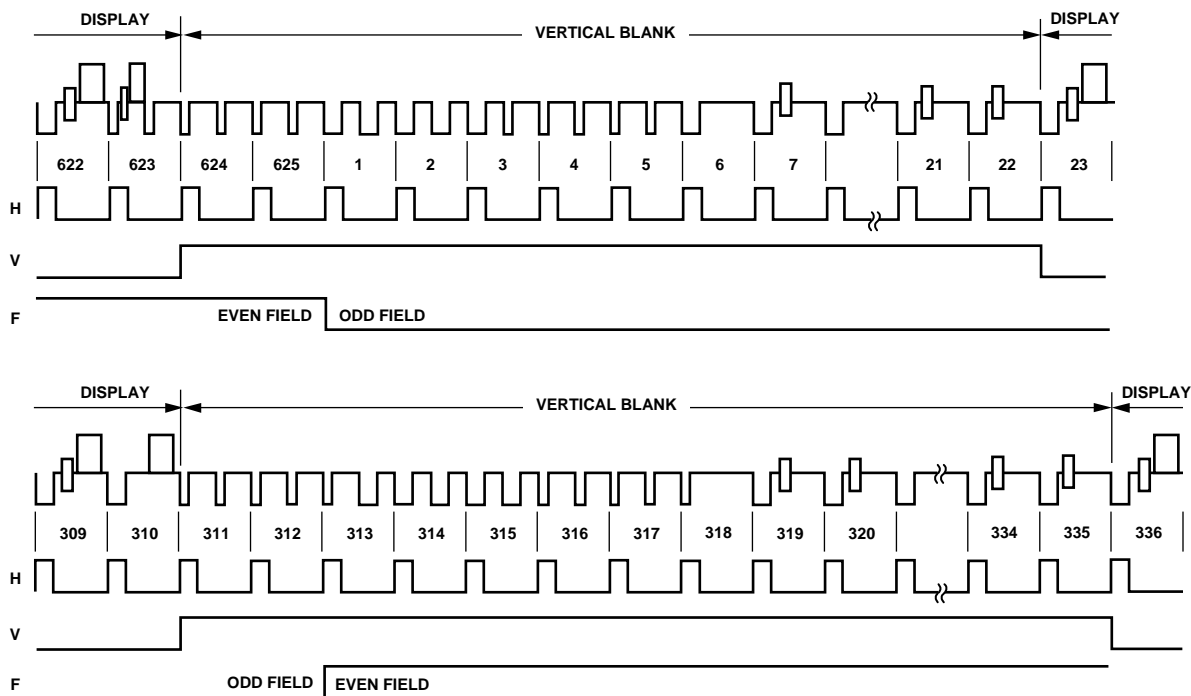 DISPLAY VERTICAL BLANK DISPLAY
622 623 624 625 1 2 3 4 5 6 7 21 22 23
H
V
F EVEN FIELD ODD FIELD
DISPLAY VERTICAL BLANK DISPLAY
309 310 311 312 313 314 315 316 317 318 319 320 334 335 336
H
V
F ODD FIELD EVEN FIELD